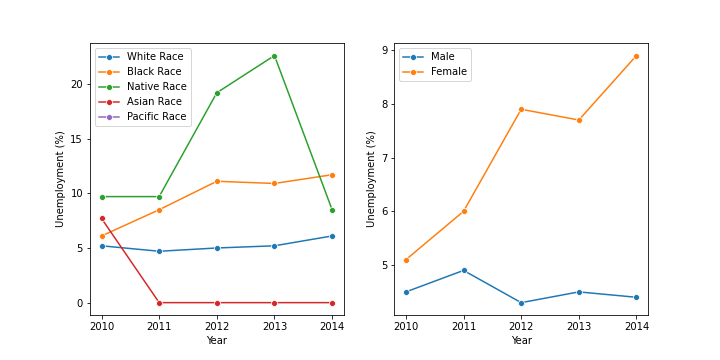 White Race
Black Race
Native Race
Asian Race
Pacific Race
Unemployment (%)
20
15
10
5
0
2010 2011 2012 2013 2014
Year
Male
Female
Unemployment (%)
9
8
7
6
5
2010 2011 2012 2013 2014
Year